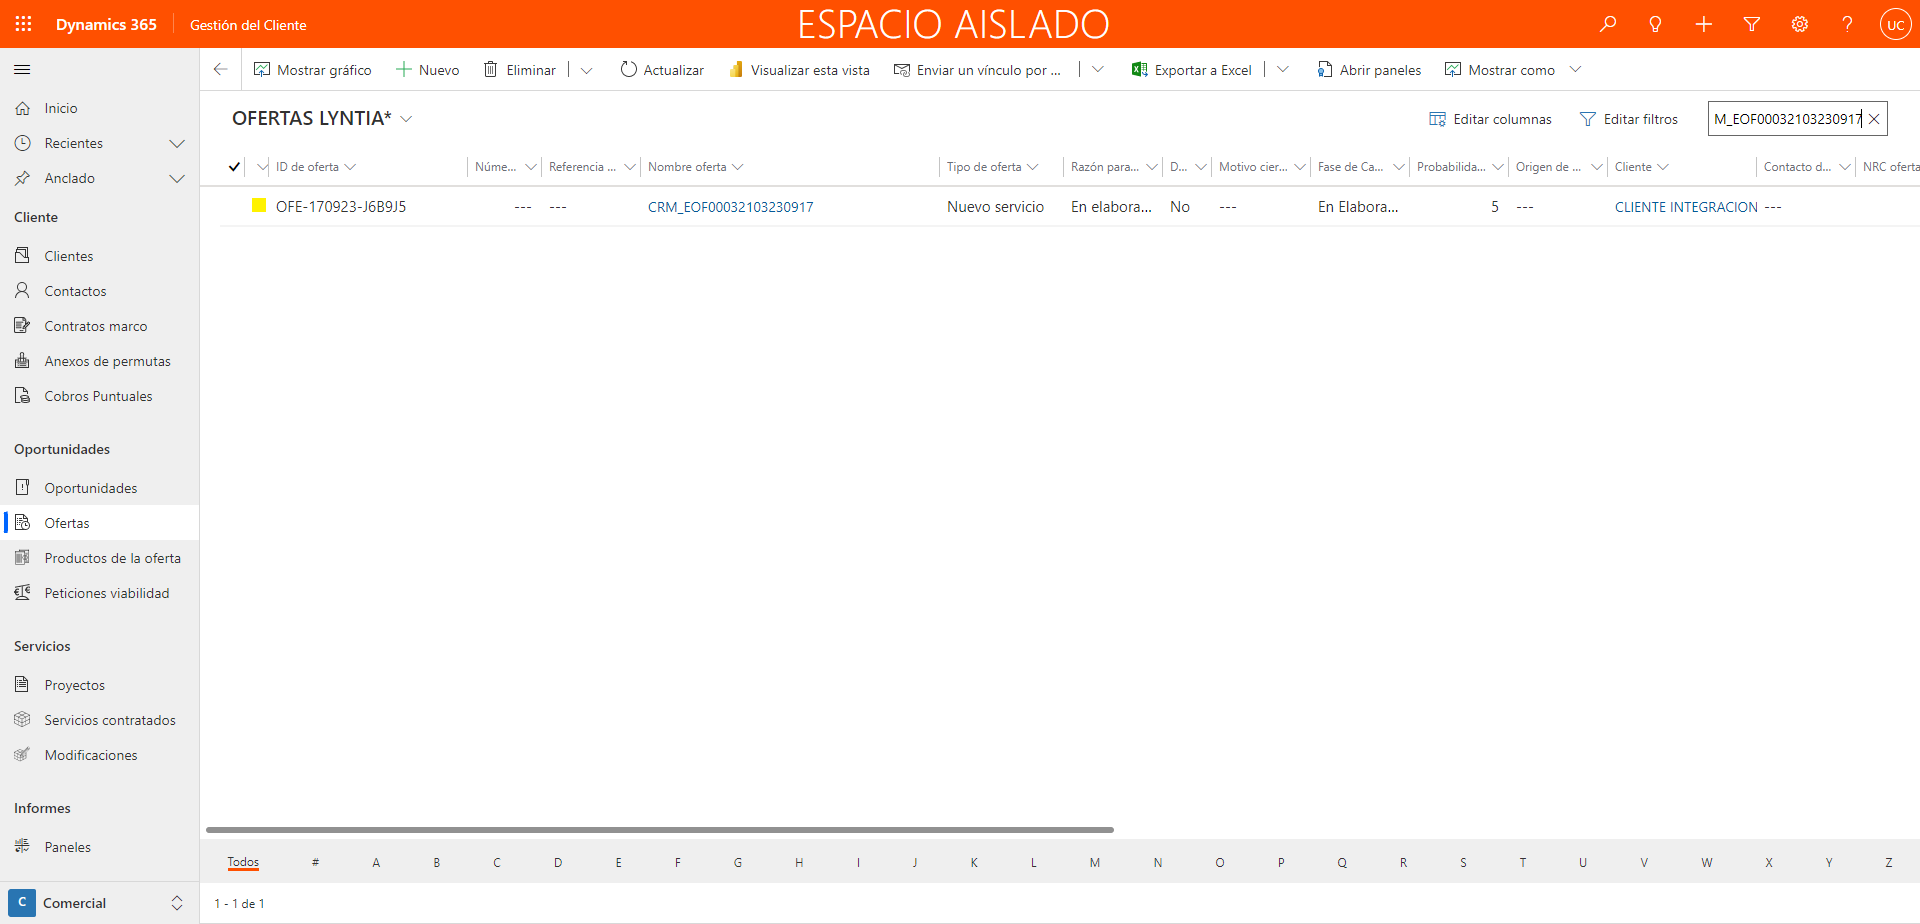 Dynamics 365
Gestión del Cliente
ESPACIO AISLADO
UC
Mostrar gráfico
Nuevo
Eliminar
Actualizar
Visualizar esta vista
Enviar un vínculo por ...
Exportar a Excel
Abrir paneles
Mostrar como
Inicio
Recientes
Anclado
Cliente
Clientes
Contactos
Contratos marco
Anexos de permutas
Cobros Puntuales
Oportunidades
Oportunidades
Ofertas
Productos de la oferta
Peticiones viabilidad
Servicios
Proyectos
Servicios contratados
Modificaciones
Informes
Paneles
C Comercial
OFERTAS LYNTIA*
Editar columnas
Editar filtros
M_EOF00032103230917
ID de oferta Núme... Referencia ... Nombre oferta Tipo de oferta Razón para... D... Motivo cier... Fase de Ca... Probabilida... Origen de ... Cliente Contacto d... NRC oferta
OFE-170923-J6B9J5 --- --- CRM_EOF00032103230917 Nuevo servicio En elabora... No --- En Elabora... 5 --- CLIENTE INTEGRACION ---
Todos # A B C D E F G H I J K L M N O P Q R S T U V W X Y Z
1 - 1 de 1